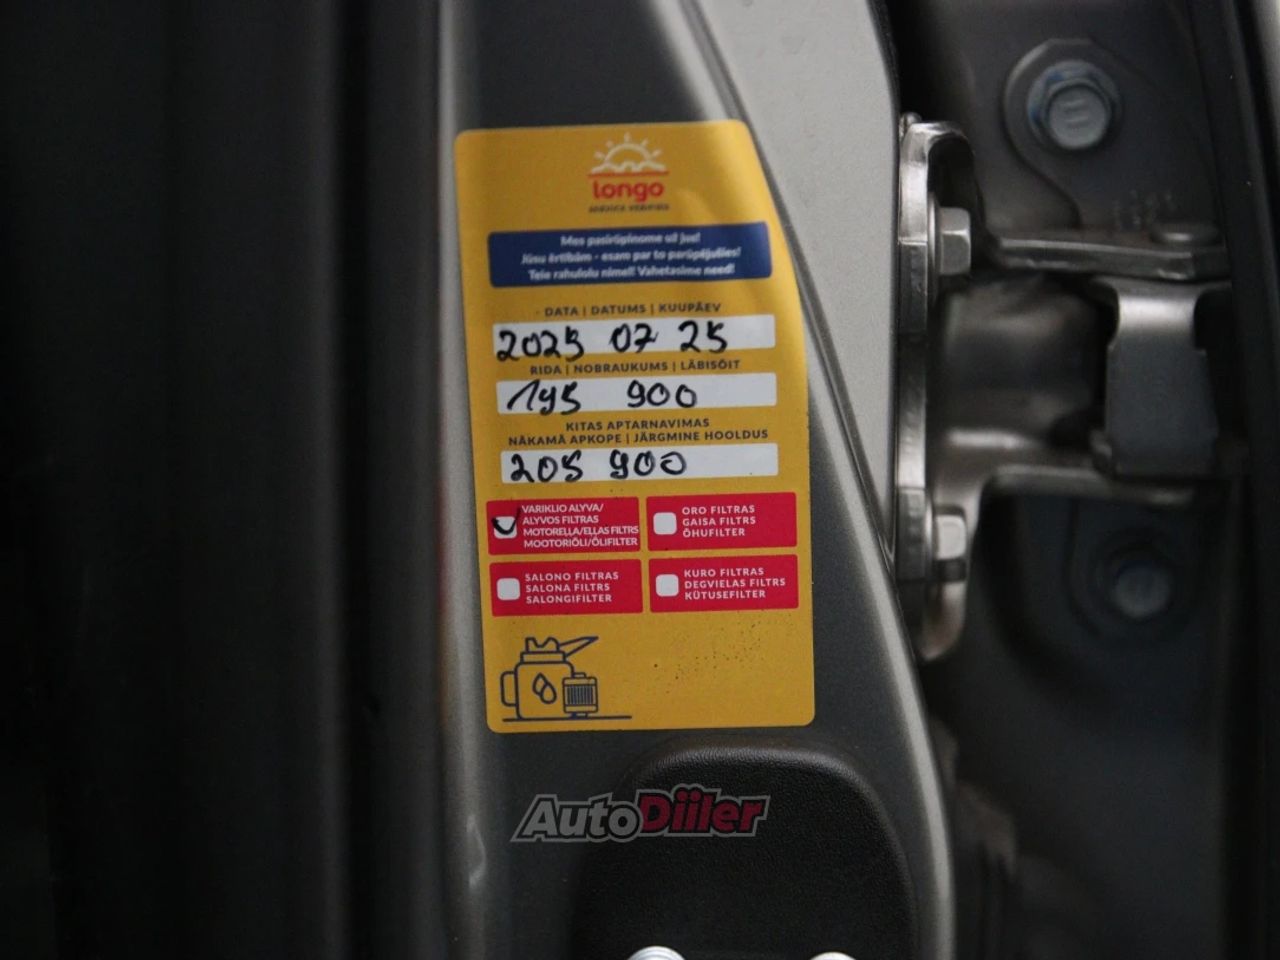 longo
Mes pasirūpinome už jus!
Jūsu ērtībām - esam par to parūpējušies!
Teie rahulolu nimel! Vahetasime need!
DATA | DATUMS | KUUPÄEV
2025 07 25
RIDA | NOBRAUKUMS | LÄBISÕIT
195 900
KITAS APTARNAVIMAS
NĀKAMĀ APKOPE | JÄRGMINE HOOLDUS
205 900
VARIKLIO ALYVA/
ALYVOS FILTRAS
MOTOREĻĻA/EĻĻAS FILTRS
MOOTORIÕLI/ÕLIFILTER
ORO FILTRAS
GAISA FILTRS
ÕHUFILTER
SALONO FILTRAS
SALONA FILTRS
SALONGIFILTER
KURO FILTRAS
DEGVIELAS FILTRS
KÜTUSEFILTER
AutoDiiler